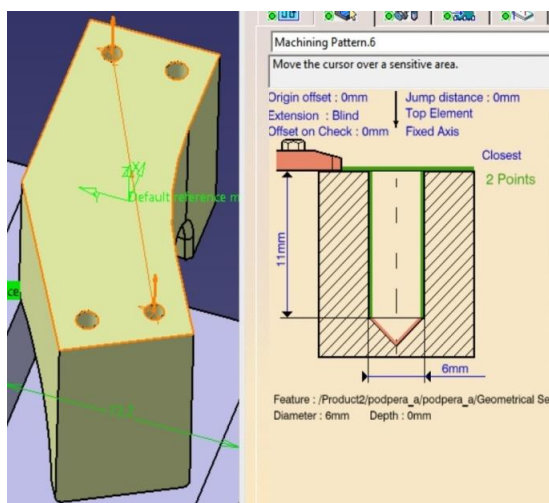 Machining Pattern.6
Move the cursor over a sensitive area.
Origin offset : 0mm
Jump distance : 0mm
Extension : Blind
Top Element
Offset on Check : 0mm
Fixed Axis
Closest
2 Points
11mm
6mm
Feature : /Product2/podpera_a/podpera_a/Geometrical Se
Diameter : 6mm Depth : 0mm
Z
X
Y
Default reference m
ce